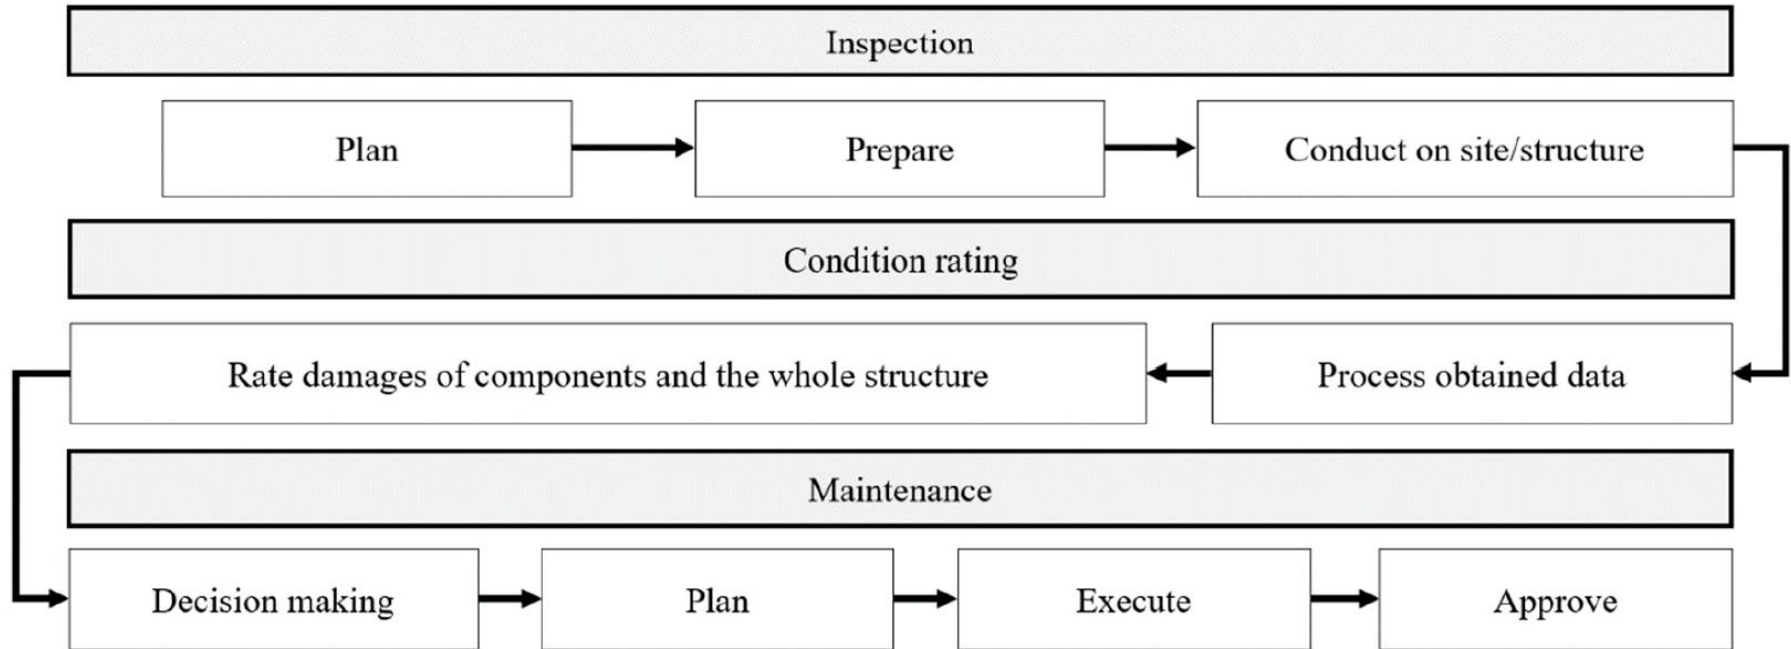 Inspection
Plan
Prepare
Conduct on site/structure
Condition rating
Rate damages of components and the whole structure
Process obtained data
Maintenance
Decision making
Plan
Execute
Approve